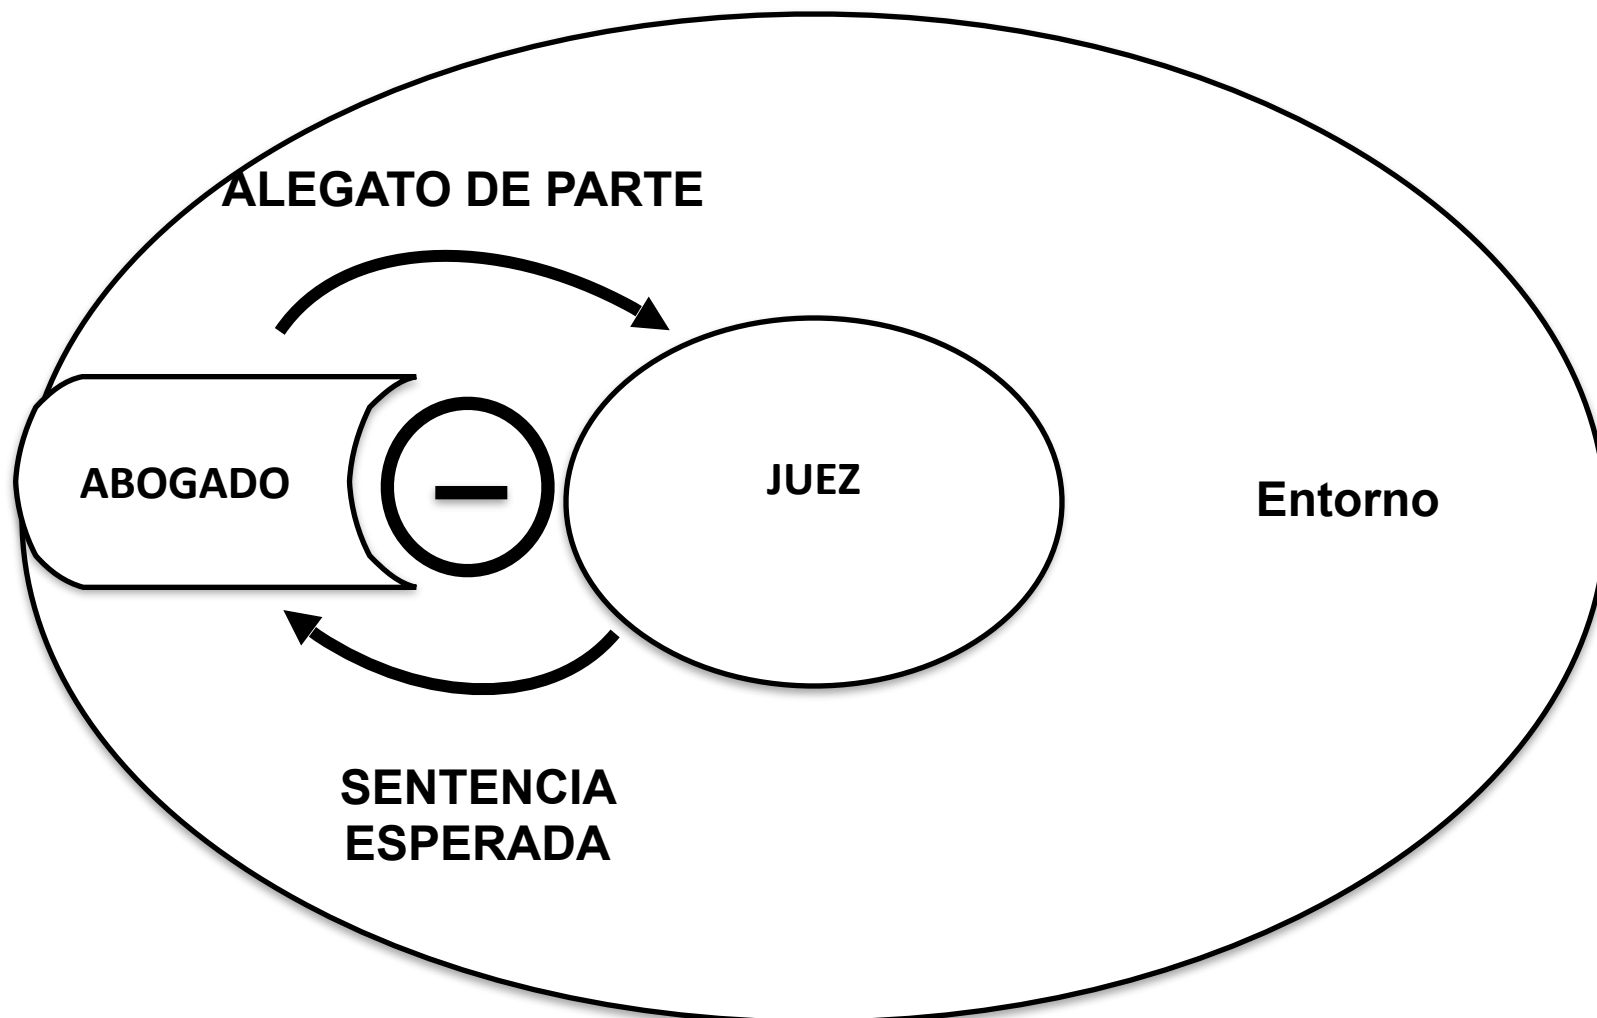 ALEGATO DE PARTE
ABOGADO
–
JUEZ
Entorno
SENTENCIA
ESPERADA